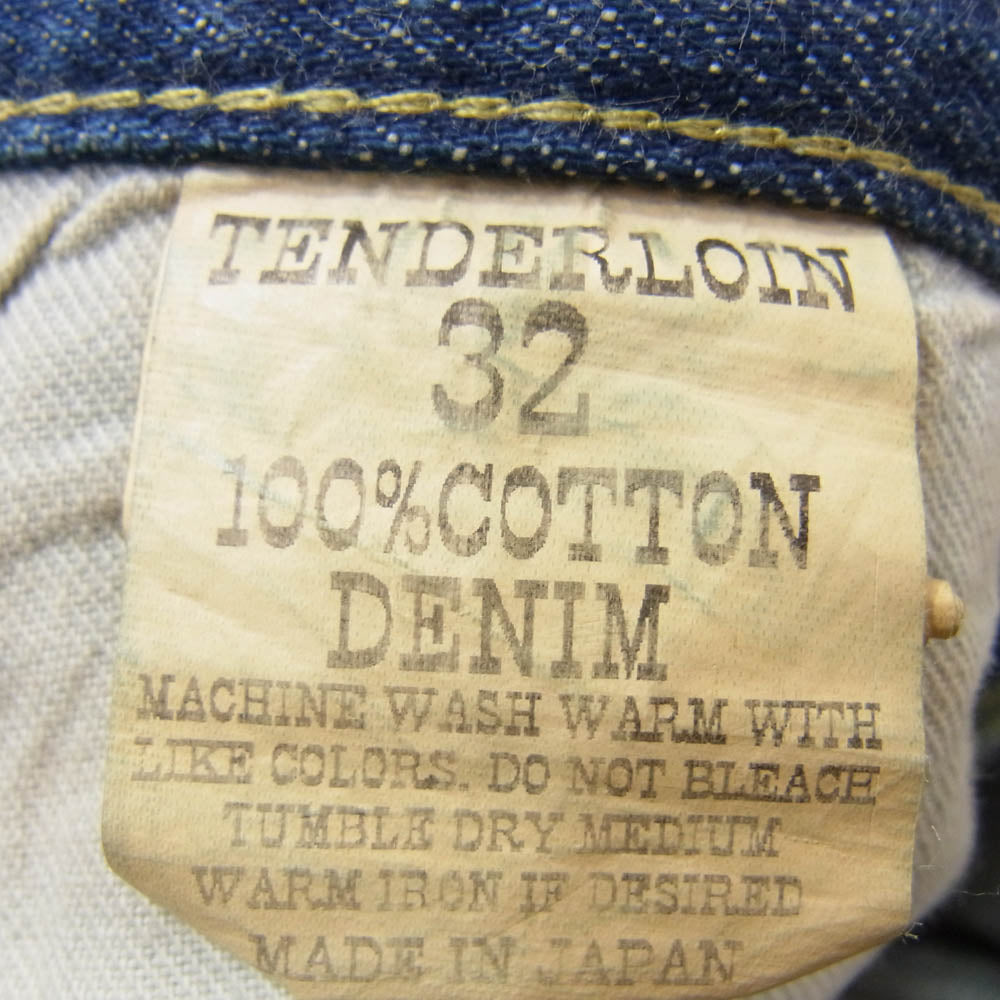 TENDERLOIN
32
100%COTTON
DENIM
MACHINE WASH WARM WITH
LIKE COLORS. DO NOT BLEACH
TUMBLE DRY MEDIUM
WARM IRON IF DESIRED
MADE IN JAPAN